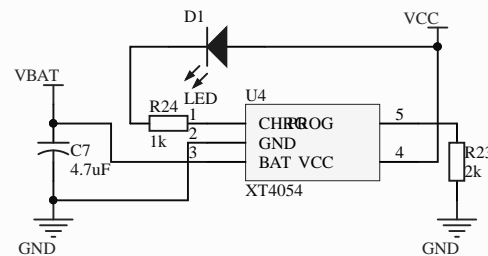 D1
VCC
VBAT
LED
U4
R24
1
CHRG
PROG
5
1k
2
GND
C7
4.7uF
3
BAT
VCC
4
R23
2k
XT4054
GND
GND